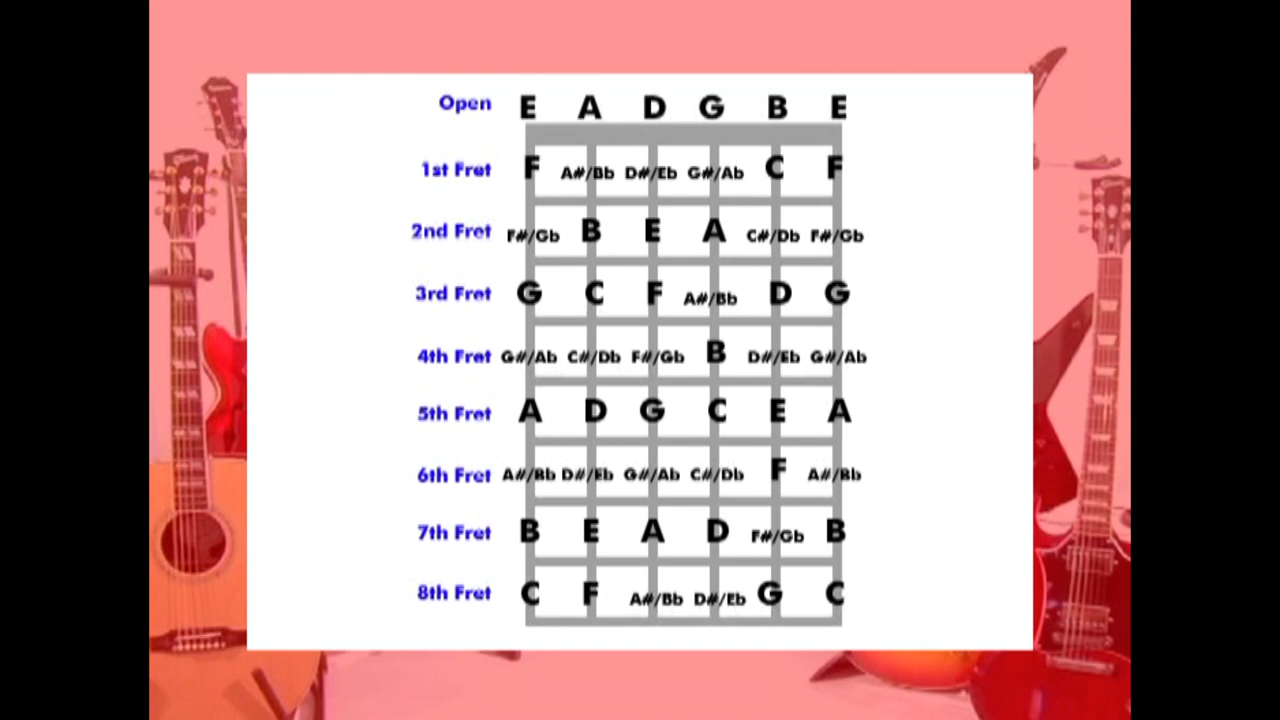 Open E A D G B E
1st Fret F A#/Bb D#/Eb G#/Ab C F
2nd Fret F#/Gb B E A C#/Db F#/Gb
3rd Fret G C F A#/Bb D G
4th Fret G#/Ab C#/Db F#/Gb B D#/Eb G#/Ab
5th Fret A D G C E A
6th Fret A#/Bb D#/Eb G#/Ab C#/Db F A#/Bb
7th Fret B E A D F#/Gb B
8th Fret C F A#/Bb D#/Eb G C